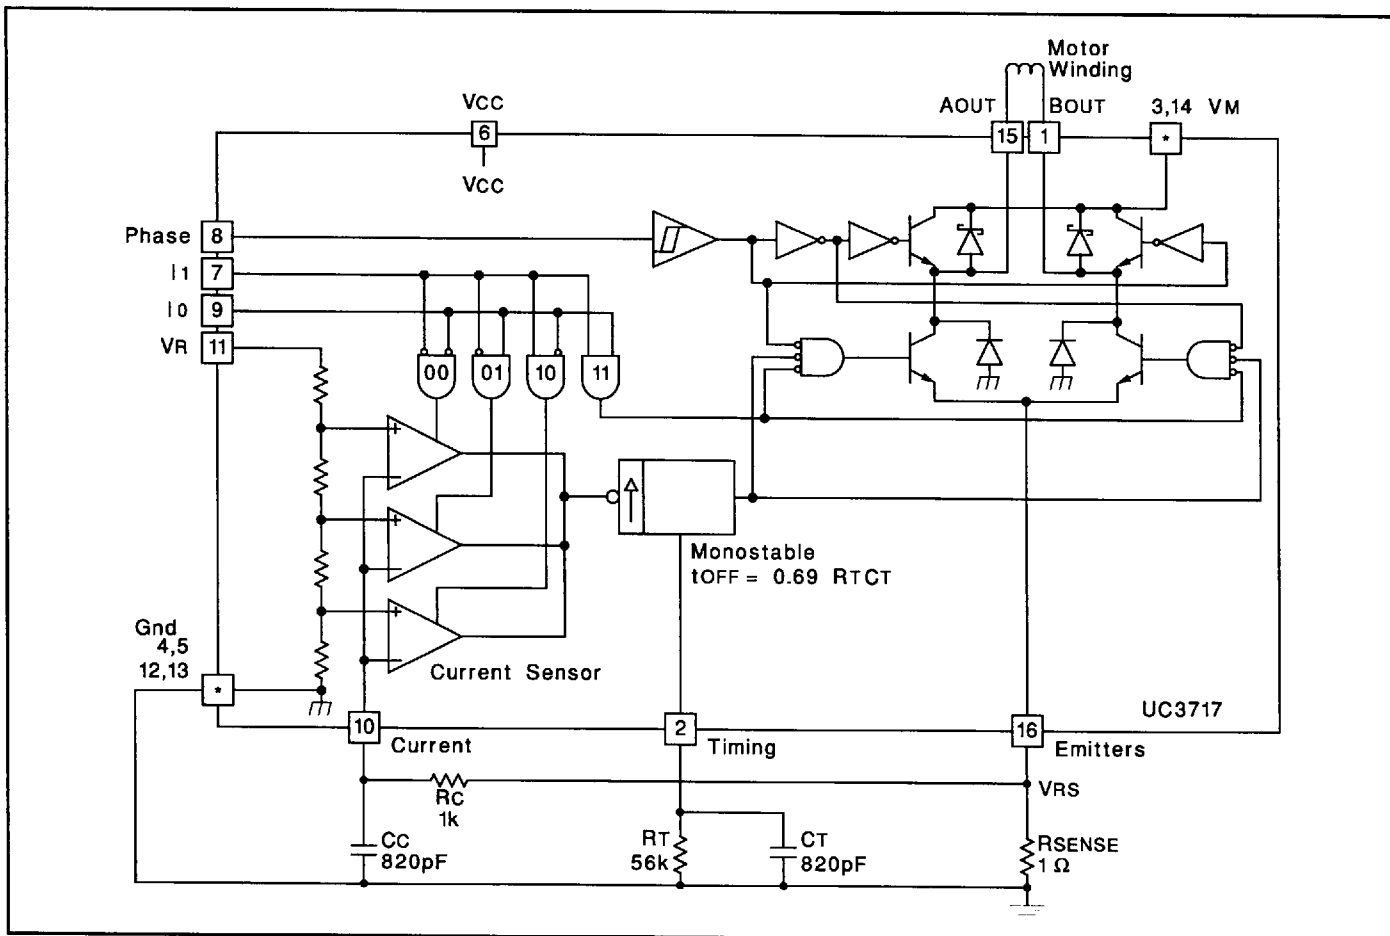 Motor
Winding
VCC
AOUT
BOUT
3,14 VM
6
15
1
*
VCC
Phase
8
I1
7
I0
9
VR
11
00
01
10
11
+
−
+
−
+
−
Monostable
tOFF = 0.69 RTCT
Current Sensor
Gnd
4,5
12,13
*
10
Current
2
Timing
16
Emitters
UC3717
RC
1k
VRS
CC
820pF
RT
56k
CT
820pF
RSENSE
1 Ω